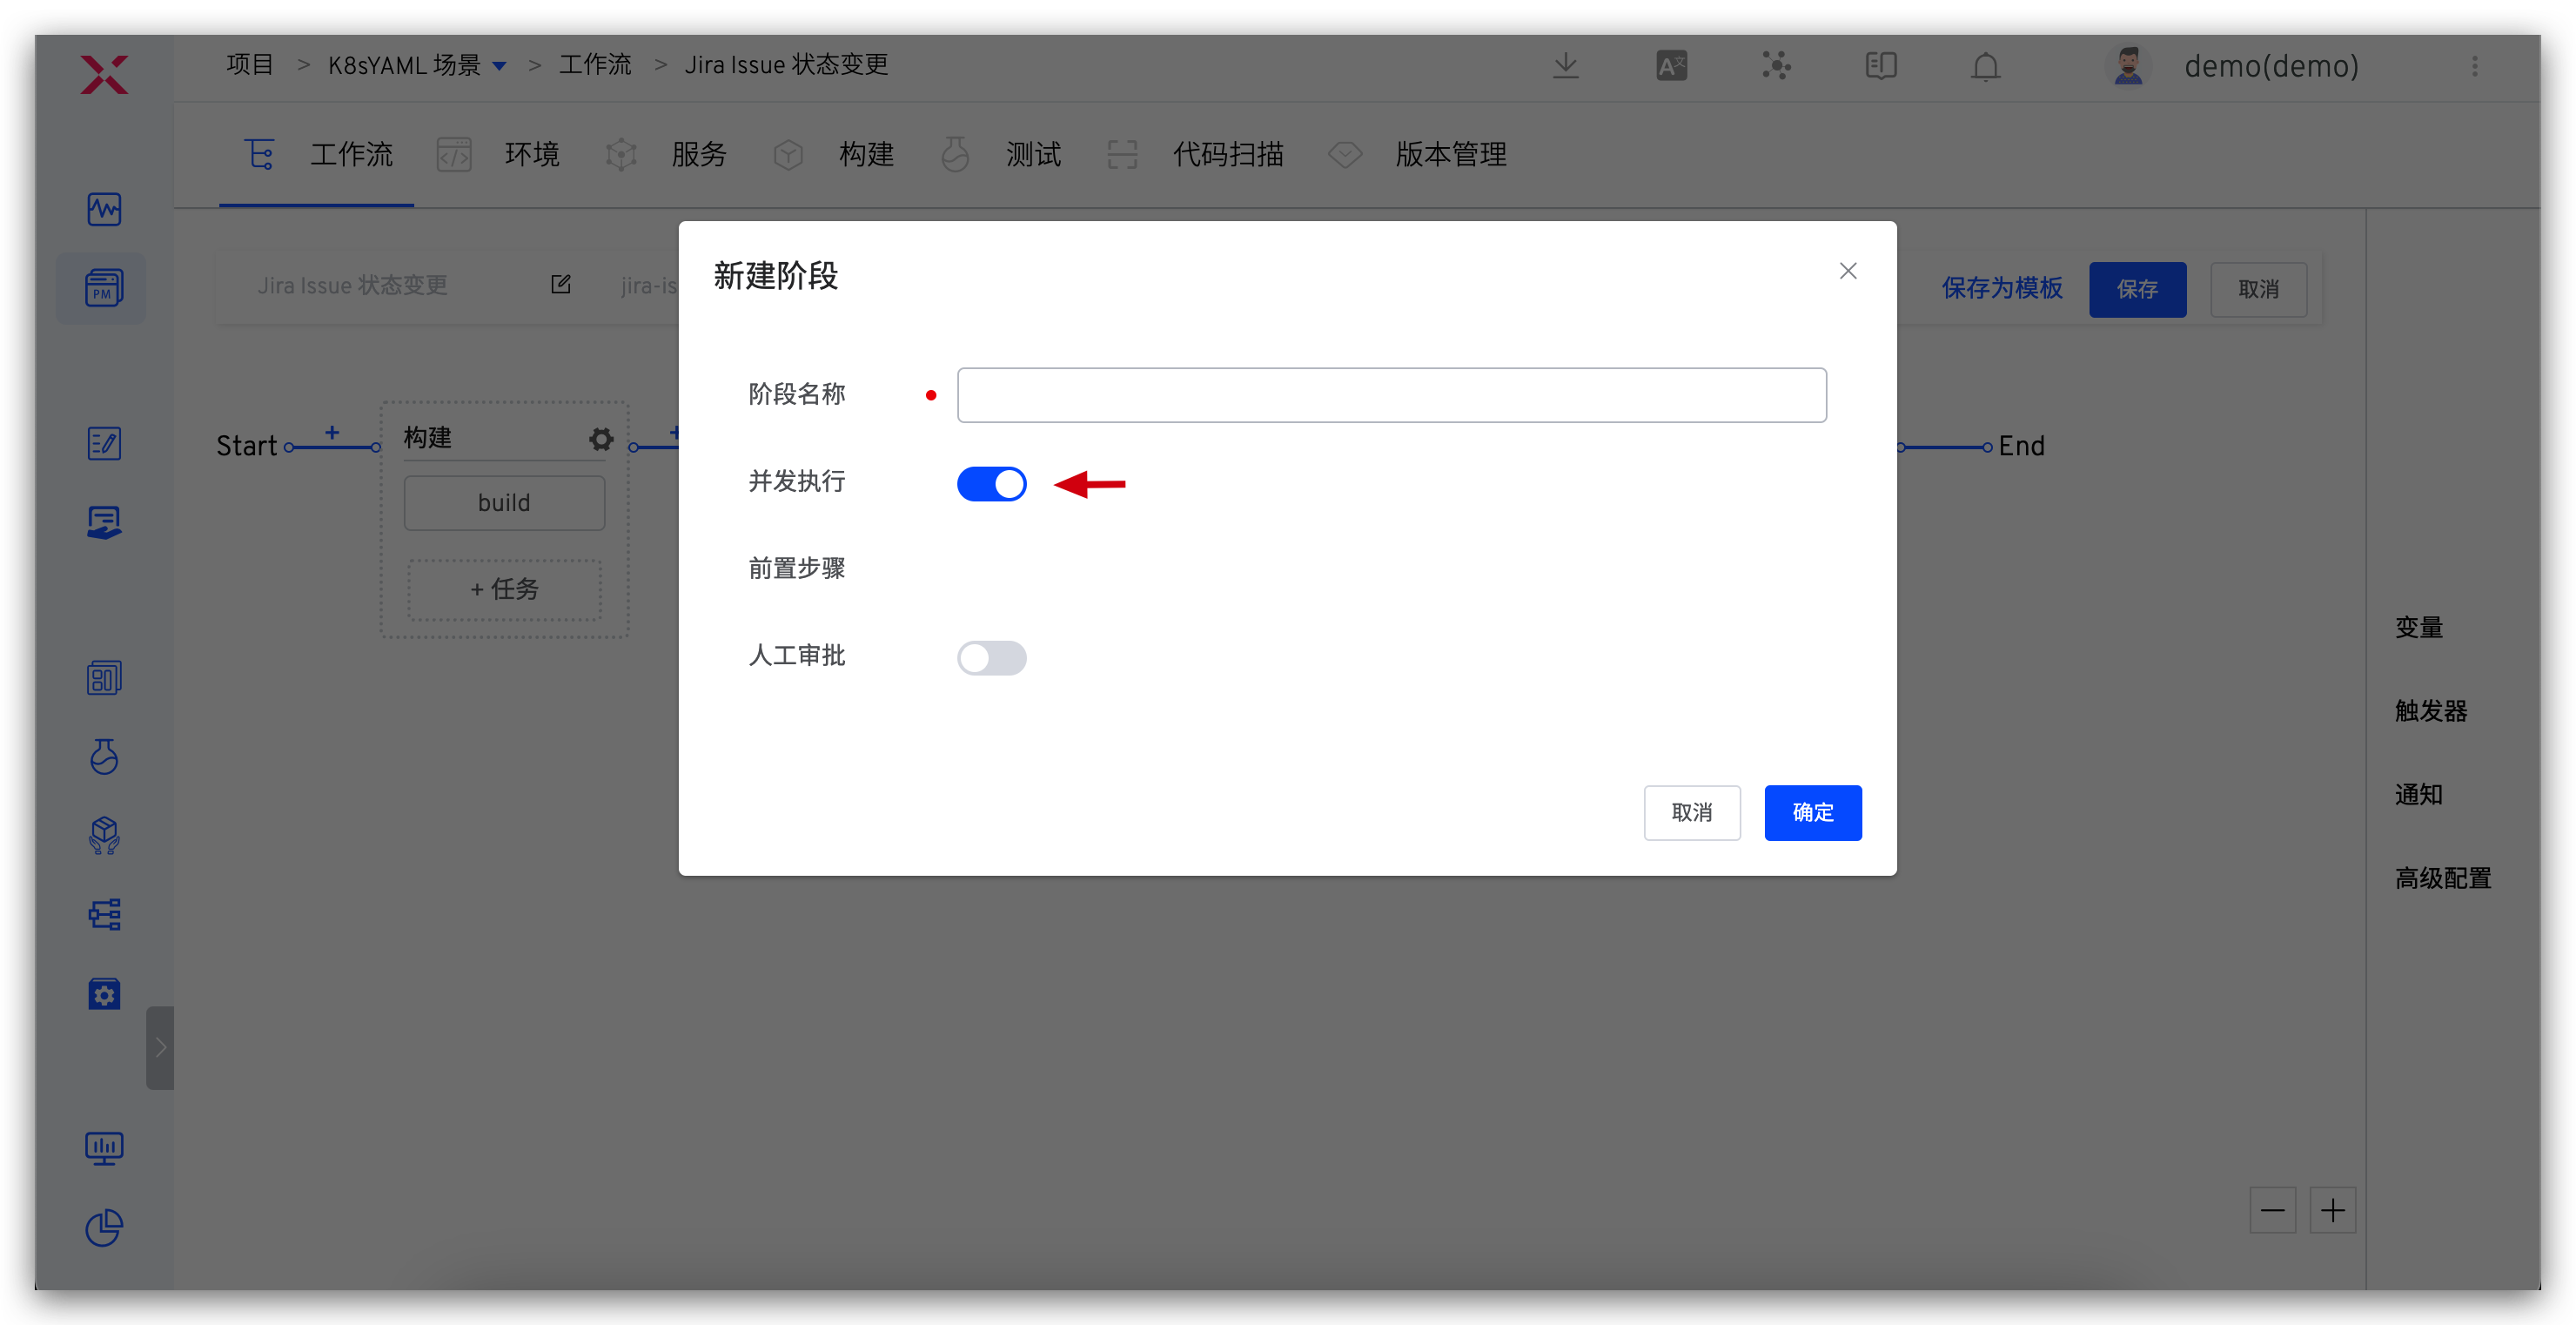 项目 > K8sYAML 场景 > 工作流 > Jira Issue 状态变更
A文
demo(demo)
工作流
环境
服务
构建
测试
代码扫描
版本管理
PM
Jira Issue 状态变更
jira-is
保存为模板
保存
取消
新建阶段
阶段名称
并发执行
前置步骤
人工审批
取消
确定
Start
+
构建
+
End
build
+ 任务
变量
触发器
通知
高级配置